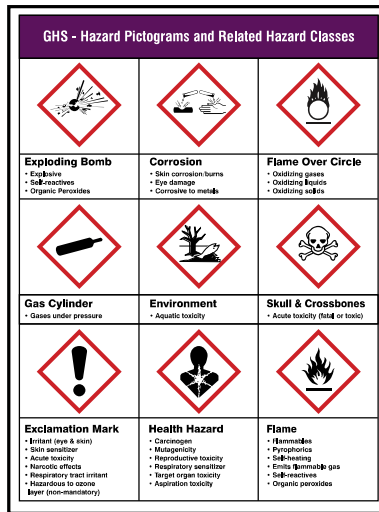 GHS - Hazard Pictograms and Related Hazard Classes
Exploding Bomb
• Explosive
• Self-reactives
• Organic Peroxides
Corrosion
• Skin corrosion/burns
• Eye damage
• Corrosive to metals
Flame Over Circle
• Oxidizing gases
• Oxidizing liquids
• Oxidizing solids
Gas Cylinder
• Gases under pressure
Environment
• Aquatic toxicity
Skull & Crossbones
• Acute toxicity (fatal or toxic)
Exclamation Mark
• Irritant (eye & skin)
• Skin sensitizer
• Acute toxicity
• Narcotic effects
• Respiratory tract irritant
• Hazardous to ozone
layer (non-mandatory)
Health Hazard
• Carcinogen
• Mutagenicity
• Reproductive toxicity
• Respiratory sensitizer
• Target organ toxicity
• Aspiration toxicity
Flame
• Flammables
• Pyrophorics
• Self-heating
• Emits flammable gas
• Self-reactives
• Organic peroxides